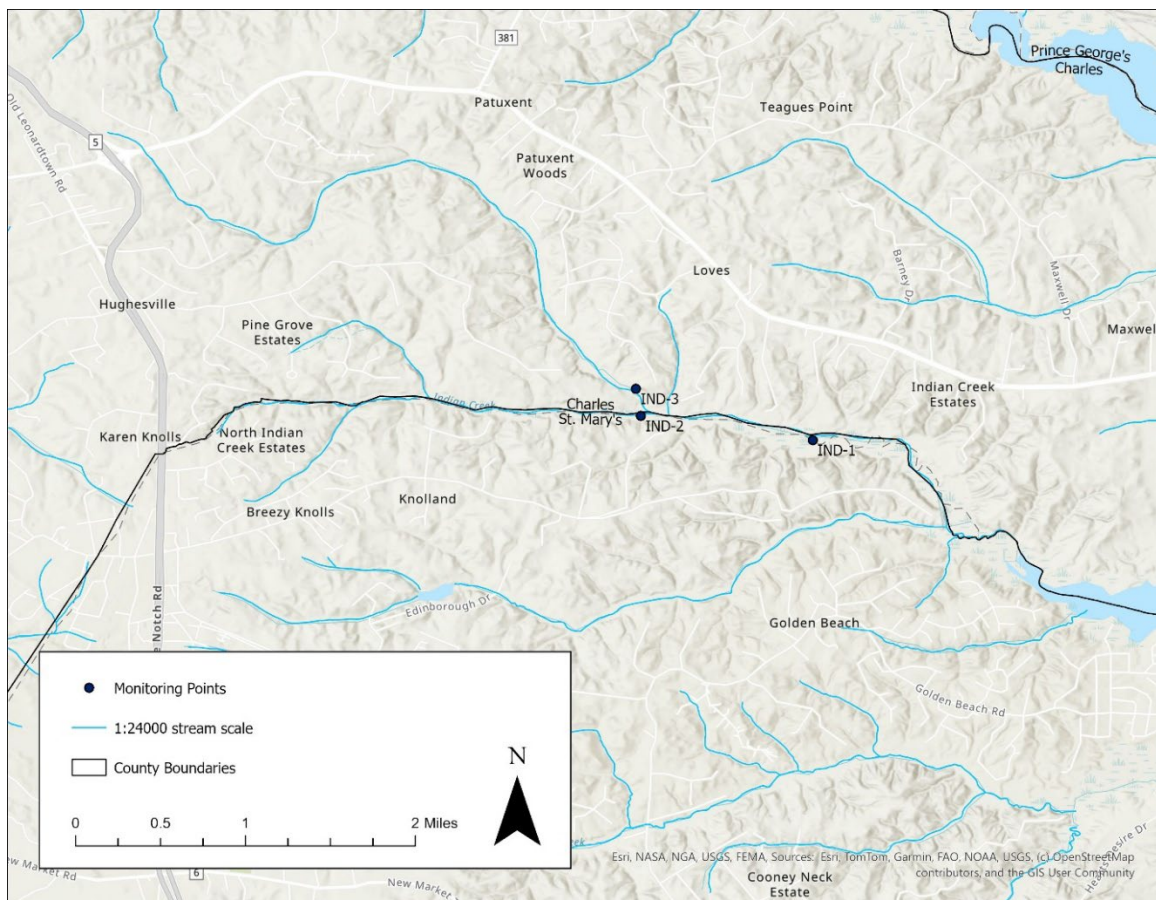 381
Prince George's
Charles
Patuxent
Teagues Point
Old Leonardtown Rd
5
Patuxent
Woods
Loves
Barney Dr
Maxwell Dr
Hughesville
Pine Grove
Estates
Maxwell
Indian Creek
Indian Creek
Estates
IND-3
Charles
St. Mary's
IND-2
Karen Knolls
North Indian
Creek Estates
IND-1
Knolland
Breezy Knolls
Edinborough Dr
Golden Beach
e Notch Rd
Golden Beach Rd
Monitoring Points
1:24000 stream scale
County Boundaries
N
0 0.5 1 2 Miles
eek
Esri, NASA, NGA, USGS, FEMA, Sources: Esri, TomTom, Garmin, FAO, NOAA, USGS, (c) OpenStreetMap
contributors, and the GIS User Community
ew Market Rd
6
New Market
Cooney Neck
Estate